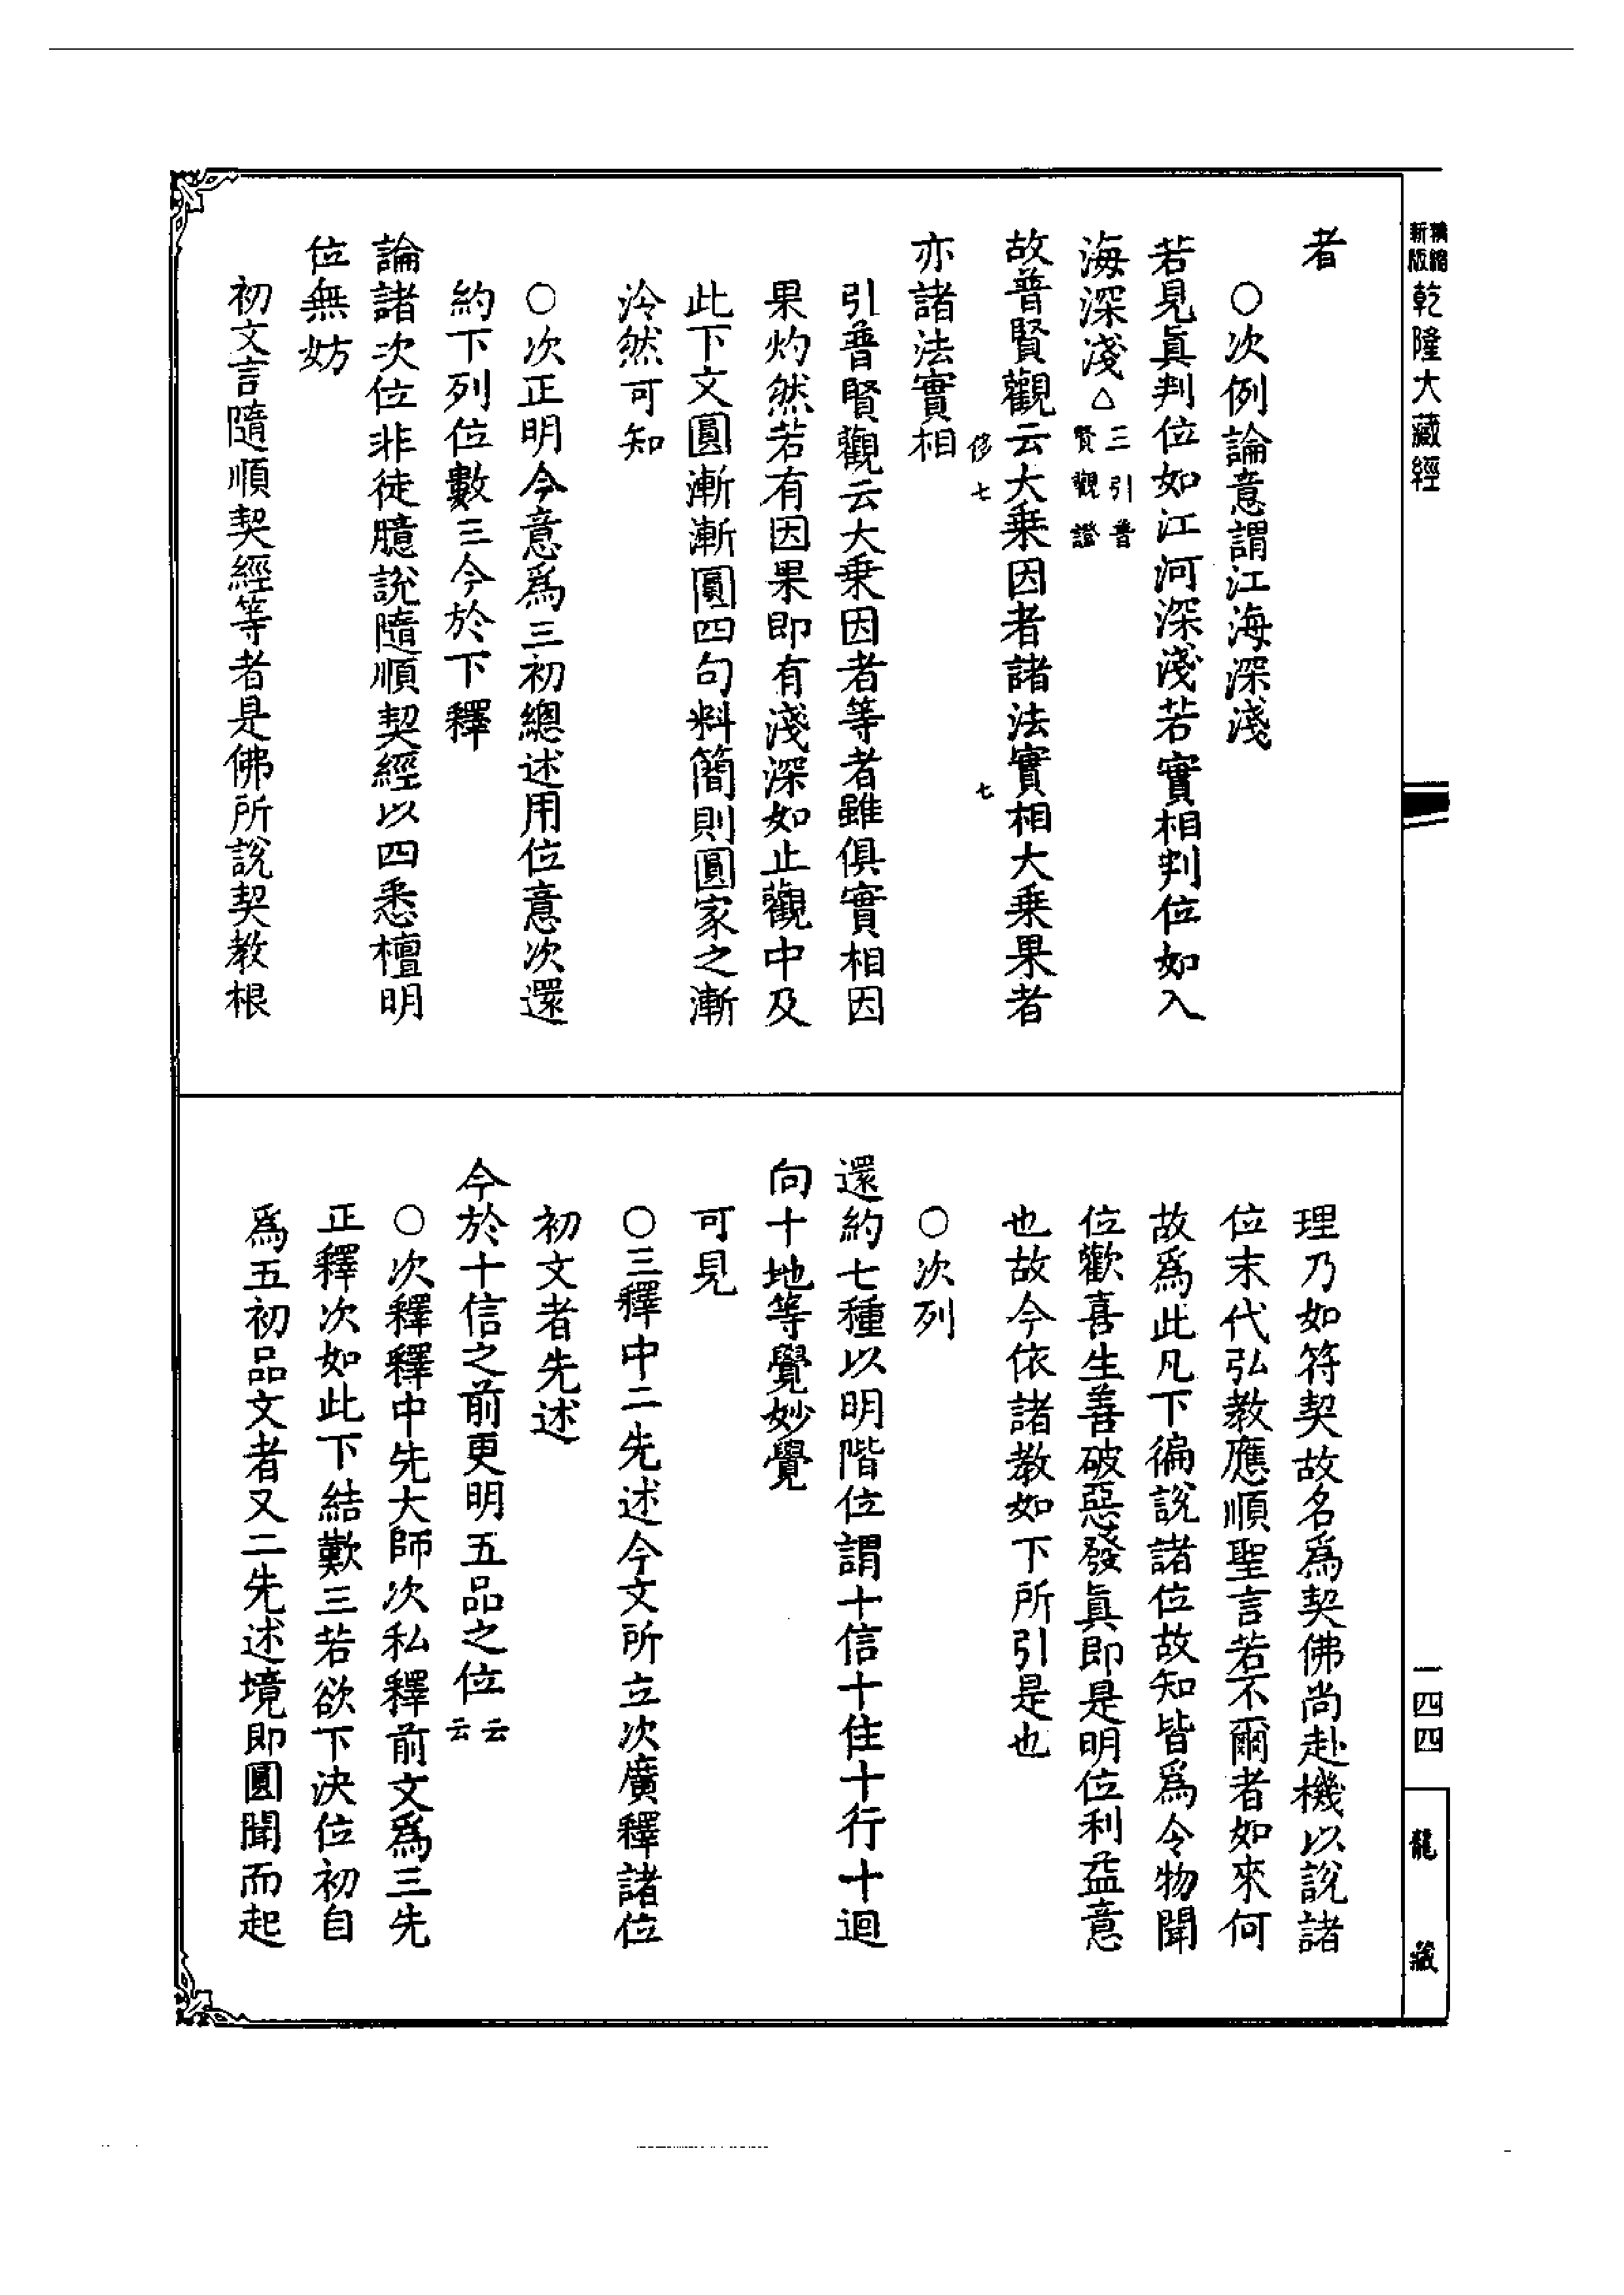 精縮新版乾隆大藏經
者
○次例論意謂江海深淺
若見眞判位如江河深淺若實相判位如入
海深淺△三引普賢觀證
故普賢觀云大乗因者諸法實相大乗果者
七
七
亦諸法實相
引普賢觀云大乗因者等者雖俱實相因
果灼然若有因果即有淺深如止觀中及
此下文圓漸漸圓四句料簡則圓家之漸
泠然可知
○次正明今意爲三初總述用位意次還
約下列位數三今於下釋
論諸次位非徒臆說隨順契經以四悉檀明
位無妨
初文言隨順契經等者是佛所說契教根
理乃如符契故名爲契佛尚赴機以說諸
位末代弘教應順聖言若不爾者如來何
故爲此凡下徧說諸位故知皆爲令物聞
位歡喜生善破惡發眞即是明位利益意
也故今依諸教如下所引是也
○次列
還約七種以明階位謂十信十住十行十迴
向十地等覺妙覺
可見
○三釋中二先述今文所立次廣釋諸位
初文者先述
今於十信之前更明五品之位云云
○次釋釋中先大師次私釋前文爲三先
正釋次如此下結歎三若欲下決位初自
爲五初品文者又二先述境即圓聞而起
一四四
龍藏